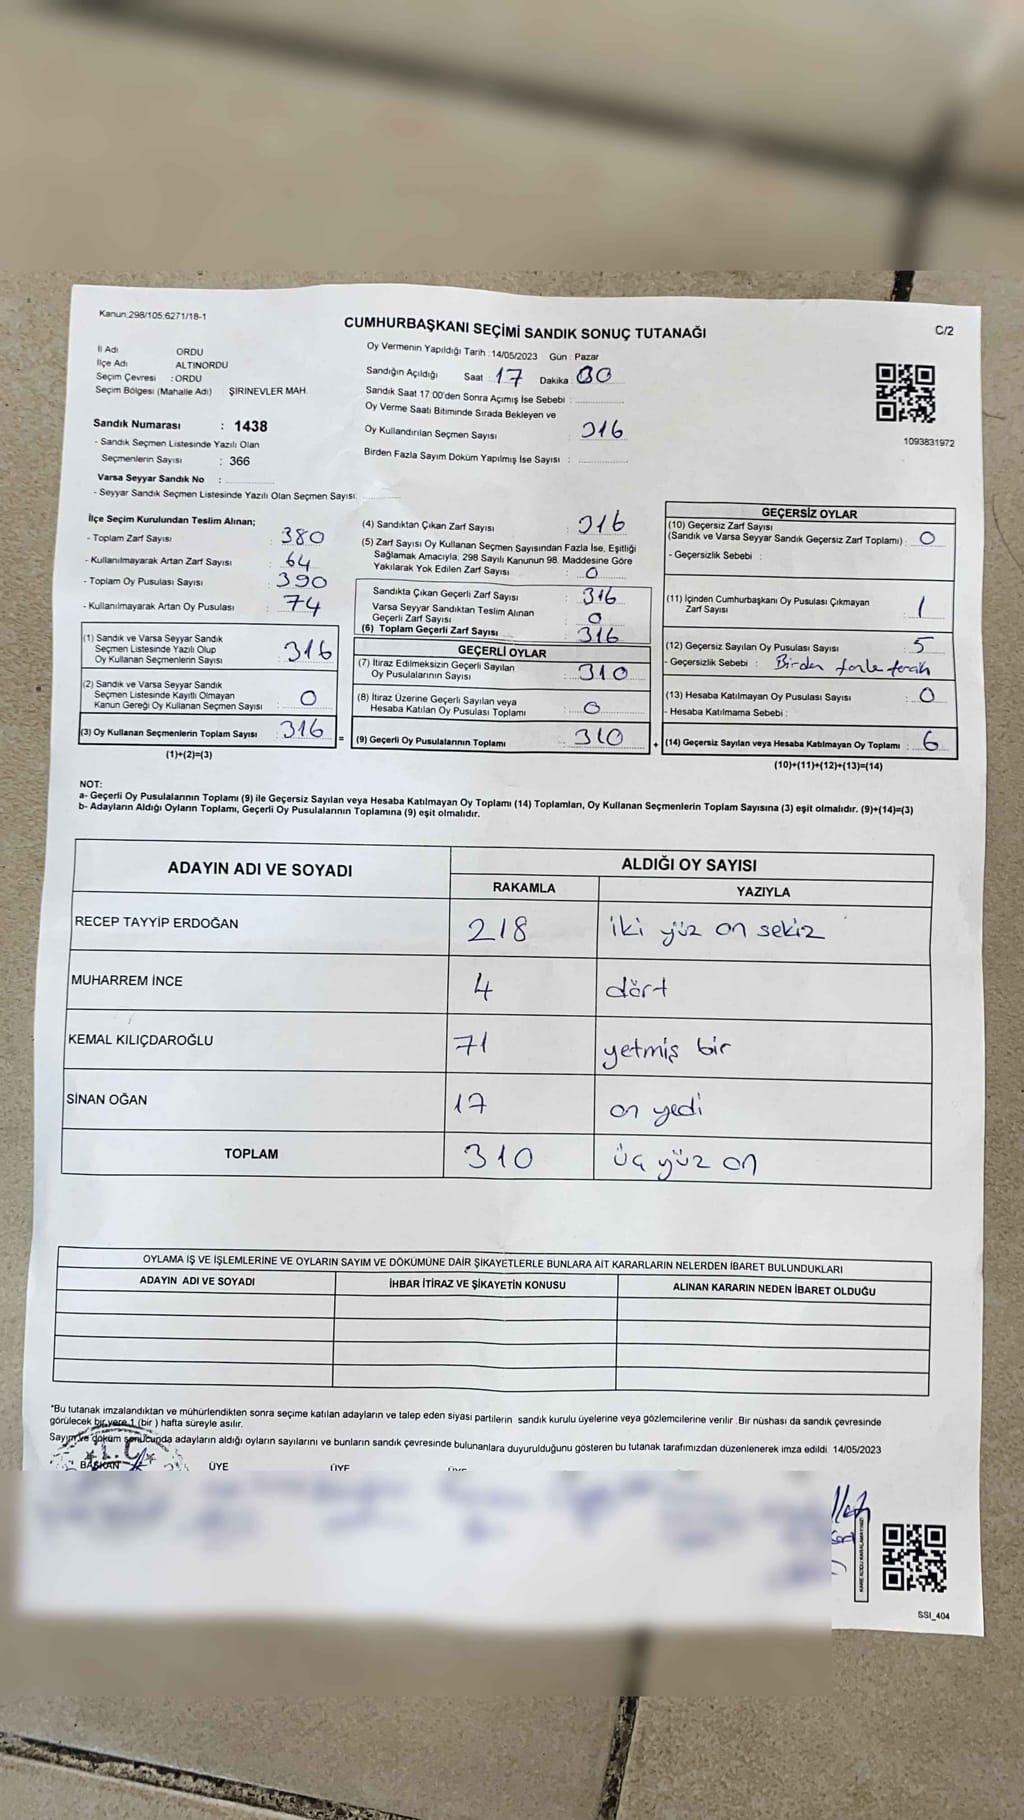 Kanun:298/105;6271/18-1
CUMHURBAŞKANI SEÇİMİ SANDIK SONUÇ TUTANAĞI
C/2
İl Adı ORDU
İlçe Adı ALTINORDU
Seçim Çevresi : ORDU
Seçim Bölgesi (Mahalle Adı) ŞİRİNEVLER MAH.
Oy Vermenin Yapıldığı Tarih : 14/05/2023 Gün : Pazar
Sandığın Açıldığı Saat : 17 Dakika : 00
Sandık Saat 17:00'den Sonra Açımış İse Sebebi :
Oy Verme Saati Bitiminde Sırada Bekleyen ve
Oy Kullandırılan Seçmen Sayısı : 316
Birden Fazla Sayım Döküm Yapılmış İse Sayısı :
1093831972
Sandık Numarası : 1438
- Sandık Seçmen Listesinde Yazılı Olan
Seçmenlerin Sayısı : 366
Varsa Seyyar Sandık No :
- Seyyar Sandık Seçmen Listesinde Yazılı Olan Seçmen Sayısı:
İlçe Seçim Kurulundan Teslim Alınan;
- Toplam Zarf Sayısı : 380
- Kullanılmayarak Artan Zarf Sayısı : 64
- Toplam Oy Pusulası Sayısı : 390
- Kullanılmayarak Artan Oy Pusulası : 74
(1) Sandık ve Varsa Seyyar Sandık
Seçmen Listesinde Yazılı Olup
Oy Kullanan Seçmenlerin Sayısı : 316
(2) Sandık ve Varsa Seyyar Sandık
Seçmen Listesinde Kayıtlı Olmayan
Kanun Gereği Oy Kullanan Seçmen Sayısı : 0
(3) Oy Kullanan Seçmenlerin Toplam Sayısı : 316
(1)+(2)=(3)
(4) Sandıktan Çıkan Zarf Sayısı : 316
(5) Zarf Sayısı Oy Kullanan Seçmen Sayısından Fazla İse, Eşitliği
Sağlamak Amacıyla, 298 Sayılı Kanunun 98. Maddesine Göre
Yakılarak Yok Edilen Zarf Sayısı : 0
Sandıkta Çıkan Geçerli Zarf Sayısı : 316
Varsa Seyyar Sandıktan Teslim Alınan
Geçerli Zarf Sayısı : 0
(6) Toplam Geçerli Zarf Sayısı : 316
GEÇERLİ OYLAR
(7) İtiraz Edilmeksizin Geçerli Sayılan
Oy Pusulalarının Sayısı : 310
(8) İtiraz Üzerine Geçerli Sayılan veya
Hesaba Katılan Oy Pusulası Toplamı : 0
= (9) Geçerli Oy Pusulalarının Toplamı : 310
GEÇERSİZ OYLAR
(10) Geçersiz Zarf Sayısı
(Sandık ve Varsa Seyyar Sandık Geçersiz Zarf Toplamı) : 0
- Geçersizlik Sebebi :
(11) İçinden Cumhurbaşkanı Oy Pusulası Çıkmayan
Zarf Sayısı : 1
(12) Geçersiz Sayılan Oy Pusulası Sayısı : 5
- Geçersizlik Sebebi : Birden fazla tercih
(13) Hesaba Katılmayan Oy Pusulası Sayısı : 0
- Hesaba Katılmama Sebebi :
+ (14) Geçersiz Sayılan veya Hesaba Katılmayan Oy Toplamı : 6
(10)+(11)+(12)+(13)=(14)
NOT:
a- Geçerli Oy Pusulalarının Toplamı (9) ile Geçersiz Sayılan veya Hesaba Katılmayan Oy Toplamı (14) Toplamları, Oy Kullanan Seçmenlerin Toplam Sayısına (3) eşit olmalıdır. (9)+(14)=(3)
b- Adayların Aldığı Oyların Toplamı, Geçerli Oy Pusulalarının Toplamına (9) eşit olmalıdır.
ADAYIN ADI VE SOYADI ALDIĞI OY SAYISI
RAKAMLA YAZIYLA
RECEP TAYYİP ERDOĞAN 218 iki yüz on sekiz
MUHARREM İNCE 4 dört
KEMAL KILIÇDAROĞLU 71 yetmiş bir
SİNAN OĞAN 17 on yedi
TOPLAM 310 üç yüz on
OYLAMA İŞ VE İŞLEMLERİNE VE OYLARIN SAYIM VE DÖKÜMÜNE DAİR ŞİKAYETLERLE BUNLARA AİT KARARLARIN NELERDEN İBARET BULUNDUKLARI
ADAYIN ADI VE SOYADI İHBAR İTİRAZ VE ŞİKAYETİN KONUSU ALINAN KARARIN NEDEN İBARET OLDUĞU
*Bu tutanak imzalandıktan ve mühürlendikten sonra seçime katılan adayların ve talep eden siyasi partilerin sandık kurulu üyelerine veya gözlemcilerine verilir. Bir nüshası da sandık çevresinde
görülecek bir yere 1 (bir ) hafta süreyle asılır.
Sayım ve döküm sonucunda adayların aldığı oyların sayılarını ve bunların sandık çevresinde bulunanlara duyurulduğunu gösteren bu tutanak tarafımızdan düzenlenerek imza edildi. 14/05/2023
T.C.
BAŞKAN ÜYE ÜYE ÜYE
SSI_404